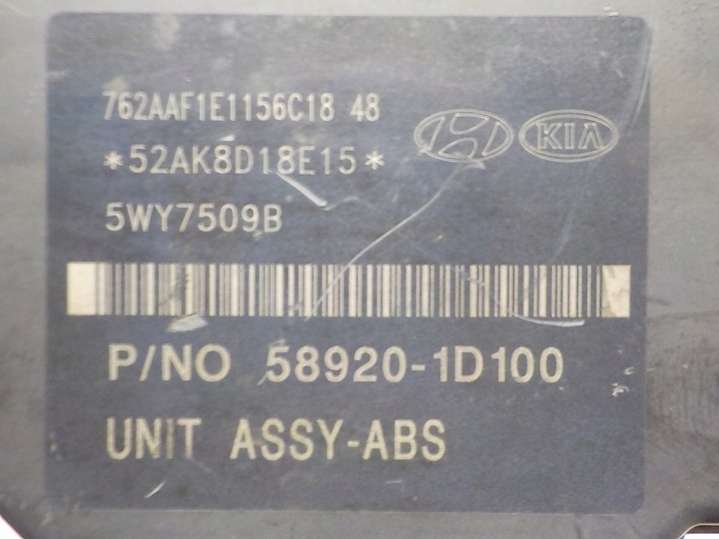 762AAF1E1156C18 48
*52AK8D18E15*
KIA
5WY7509B
P/NO 58920-1D100
UNIT ASSY-ABS